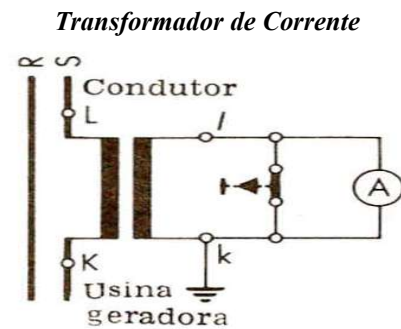 Transformador de Corrente
R S
Condutor
L
l
A
K
k
Usina
geradora